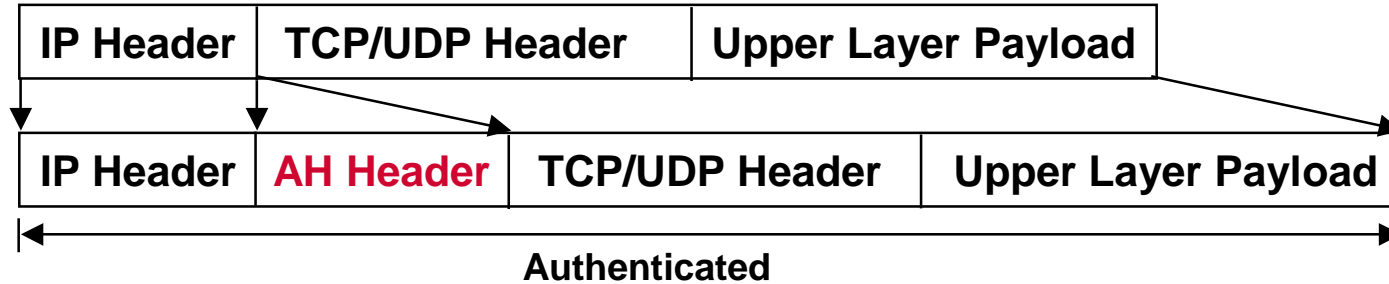 IP Header TCP/UDP Header Upper Layer Payload
IP Header AH Header TCP/UDP Header Upper Layer Payload
Authenticated